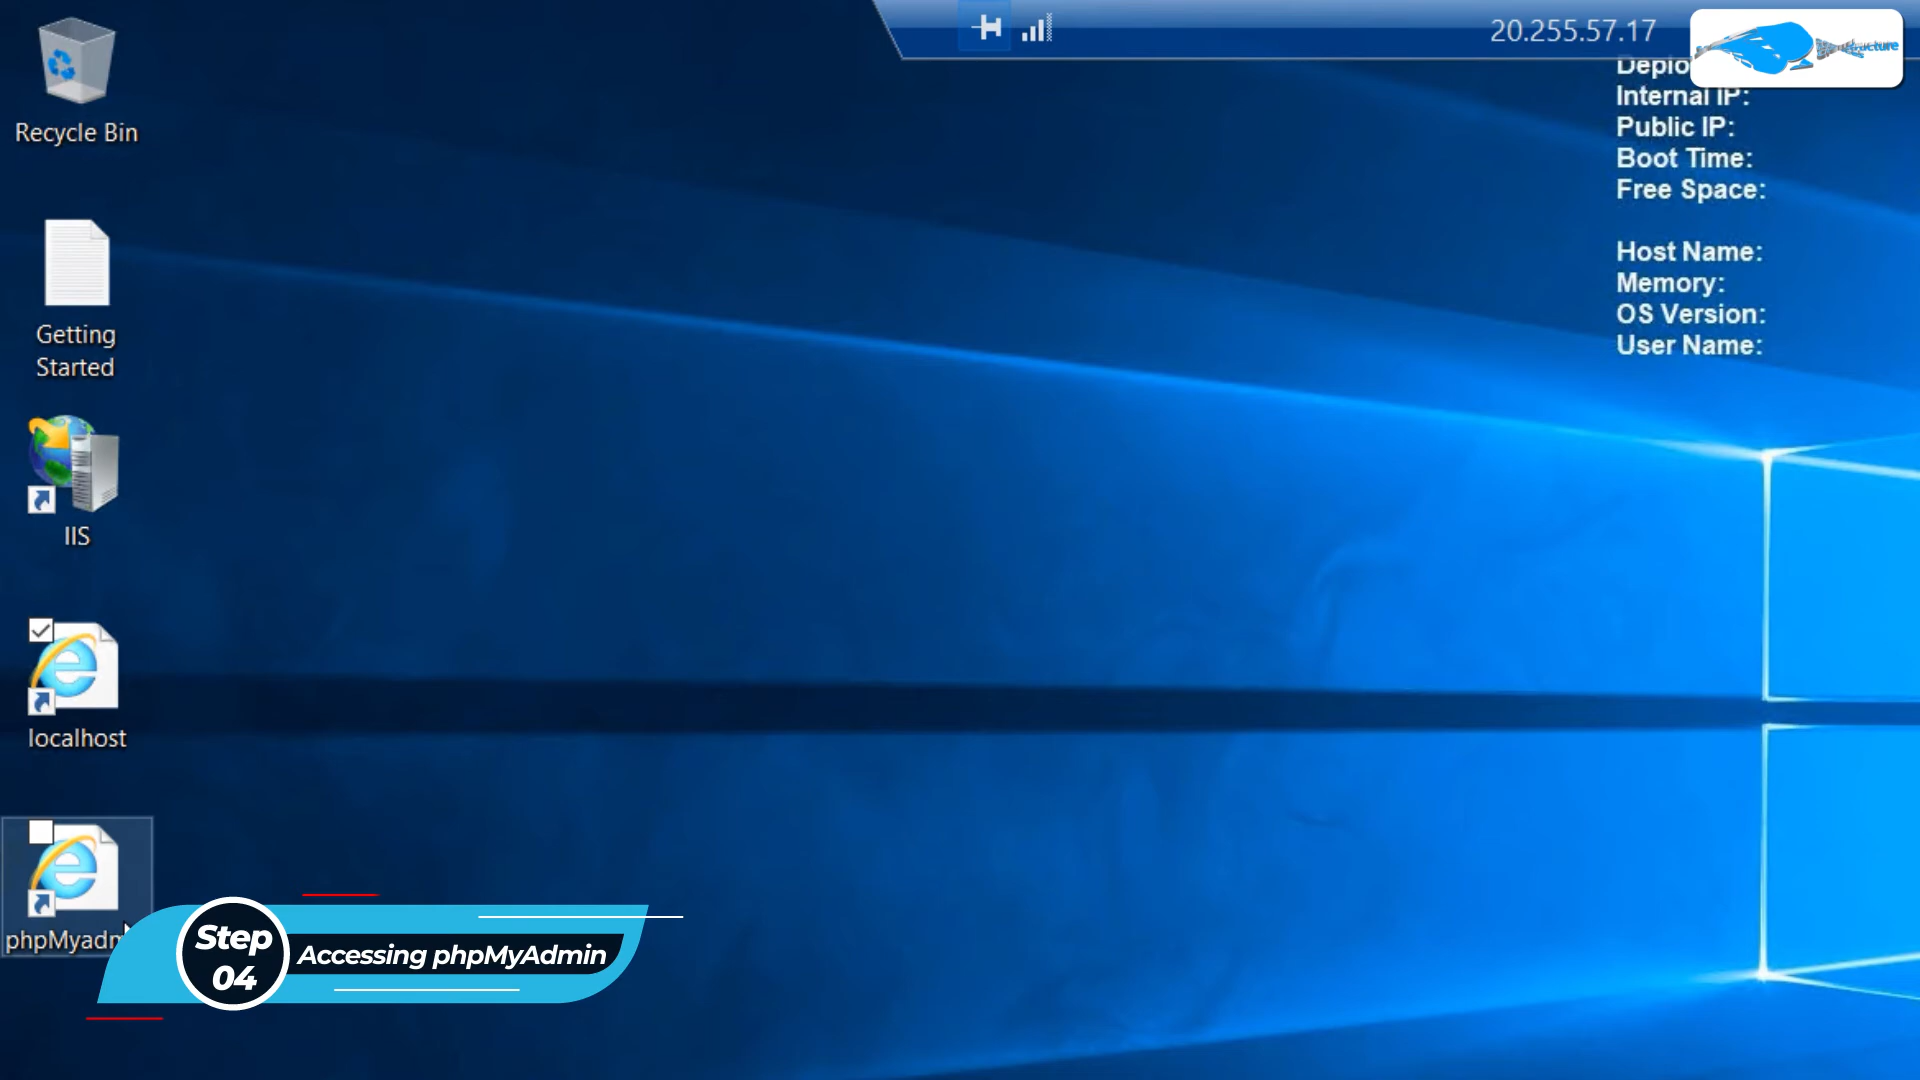 20.255.57.17
Internal IP:
Public IP:
Boot Time:
Free Space:
Host Name:
Memory:
OS Version:
User Name:
Recycle Bin
Getting
Started
IIS
localhost
phpMyadm
Step
04
Accessing phpMyAdmin